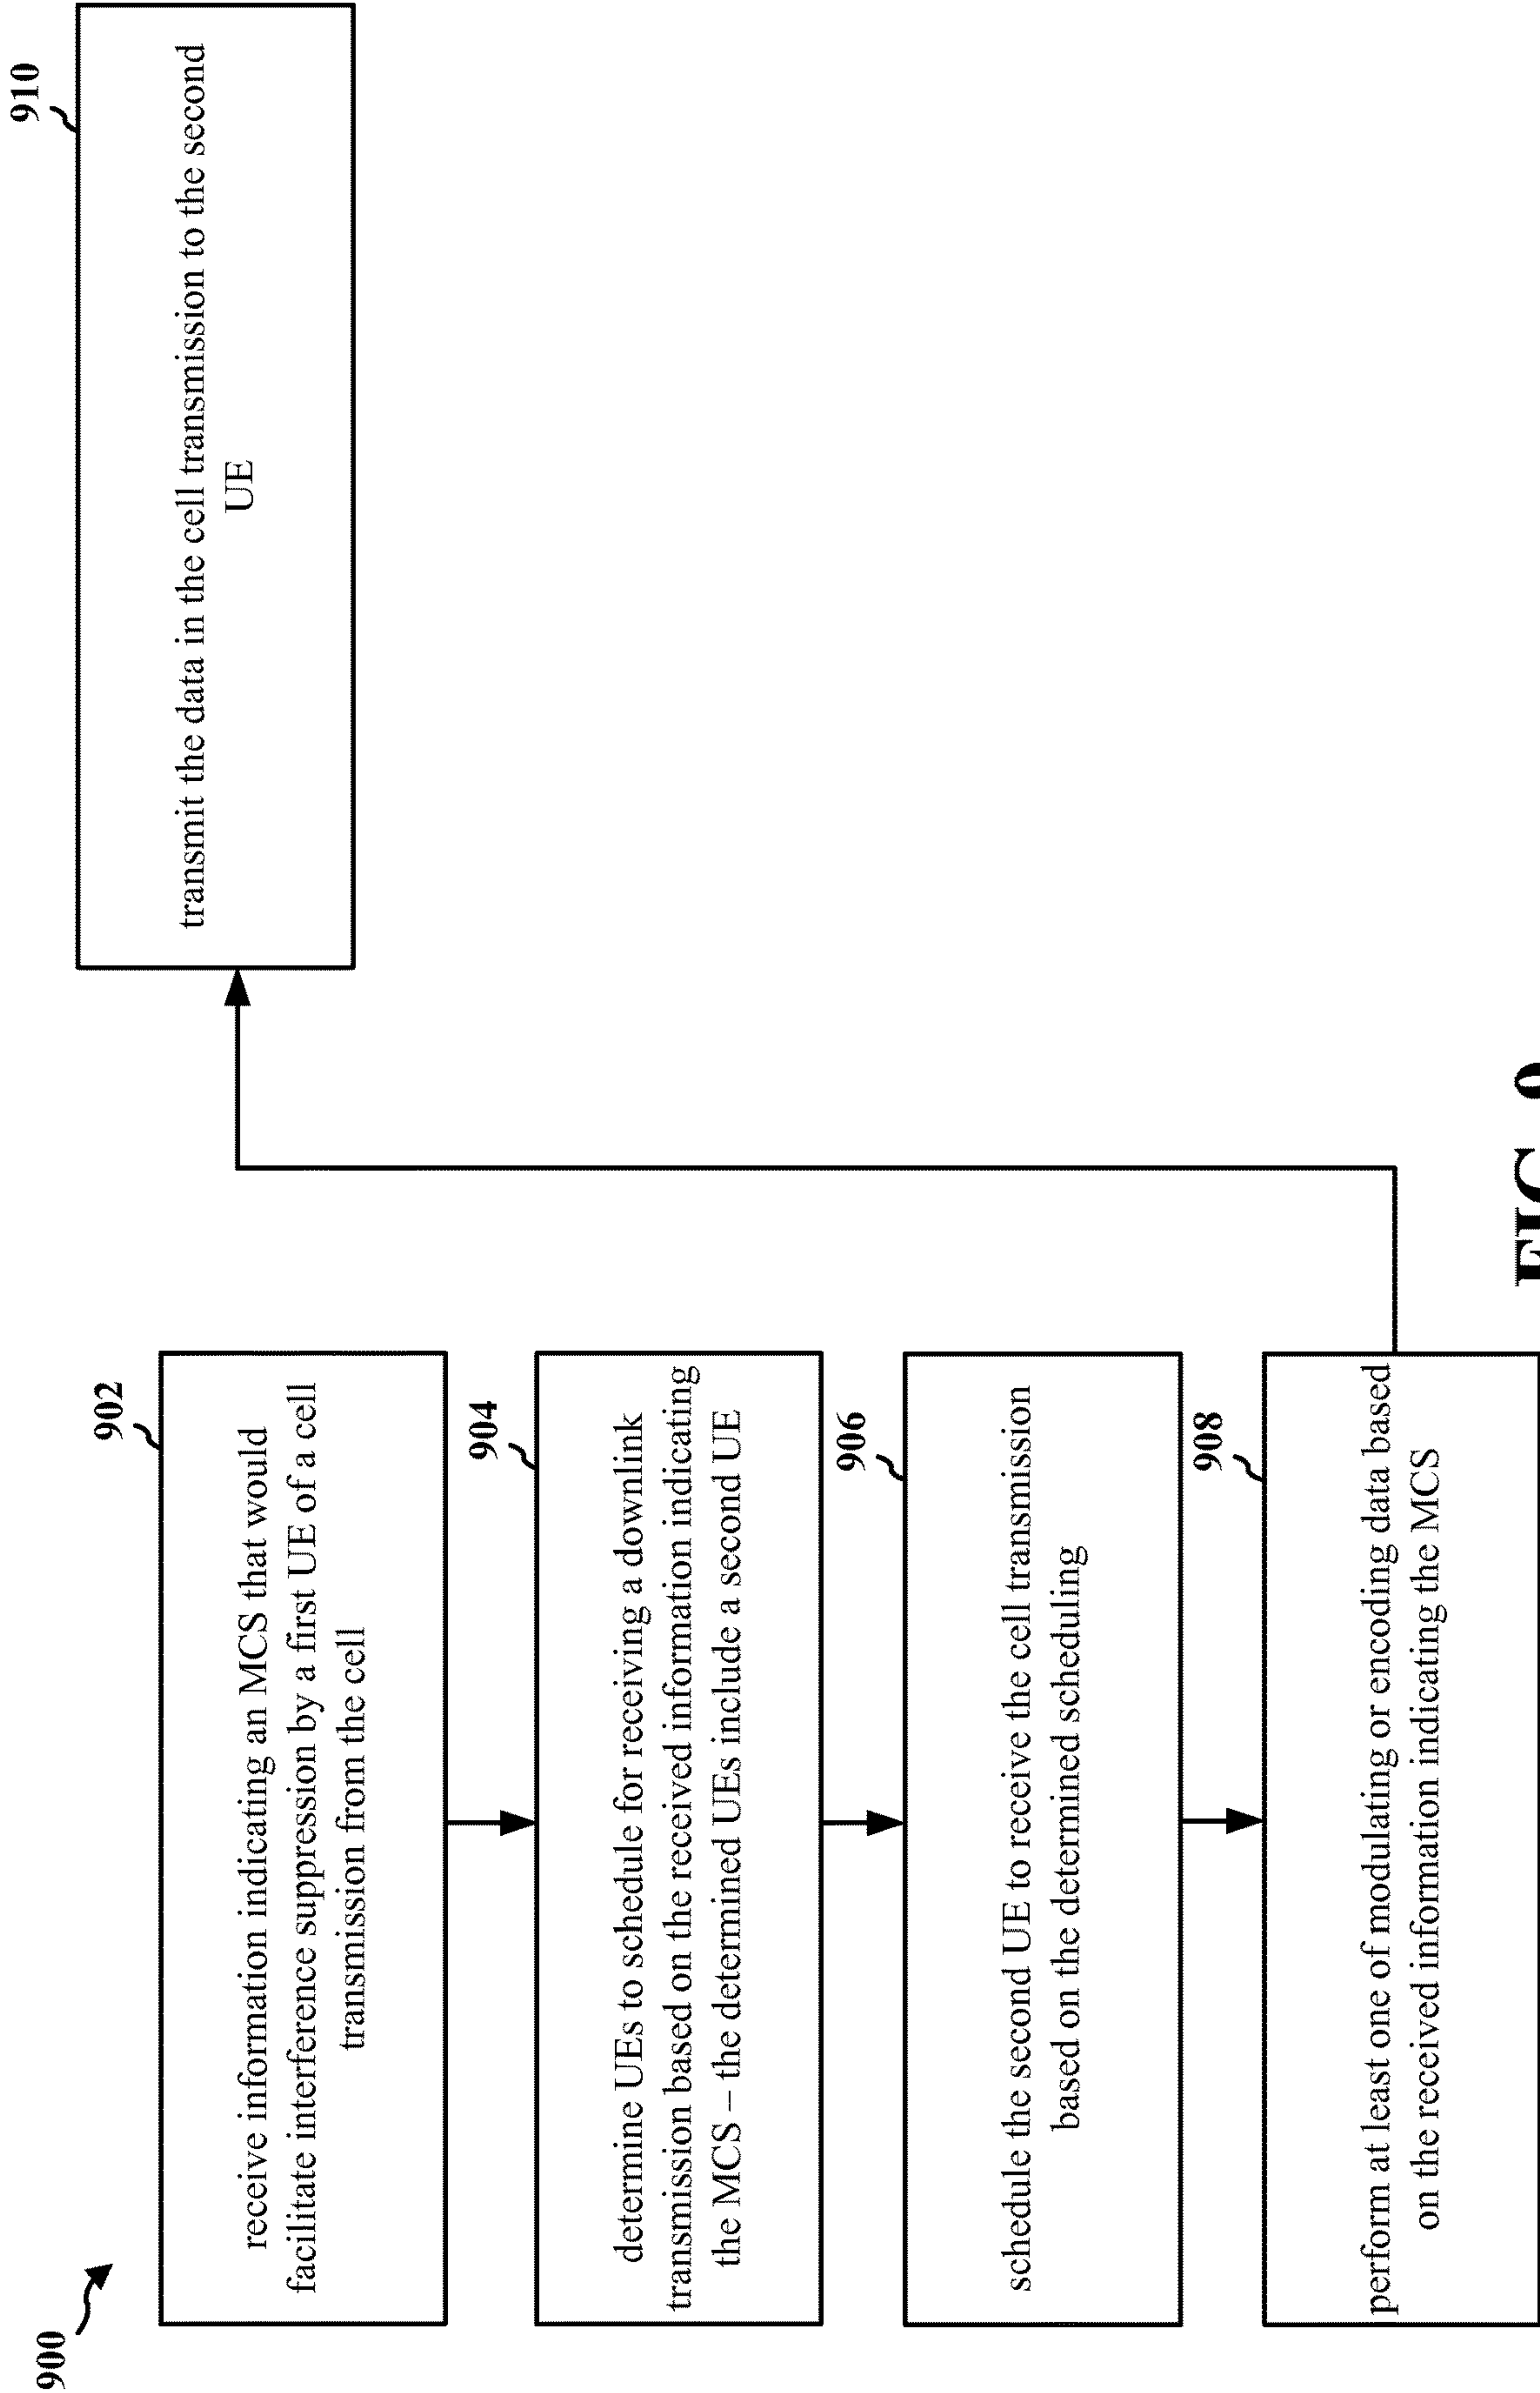 900
902
receive information indicating an MCS that would
facilitate interference suppression by a first UE of a cell
transmission from the cell
904
determine UEs to schedule for receiving a downlink
transmission based on the received information indicating
the MCS – the determined UEs include a second UE
906
schedule the second UE to receive the cell transmission
based on the determined scheduling
908
perform at least one of modulating or encoding data based
on the received information indicating the MCS
910
transmit the data in the cell transmission to the second
UE
FIG. 9